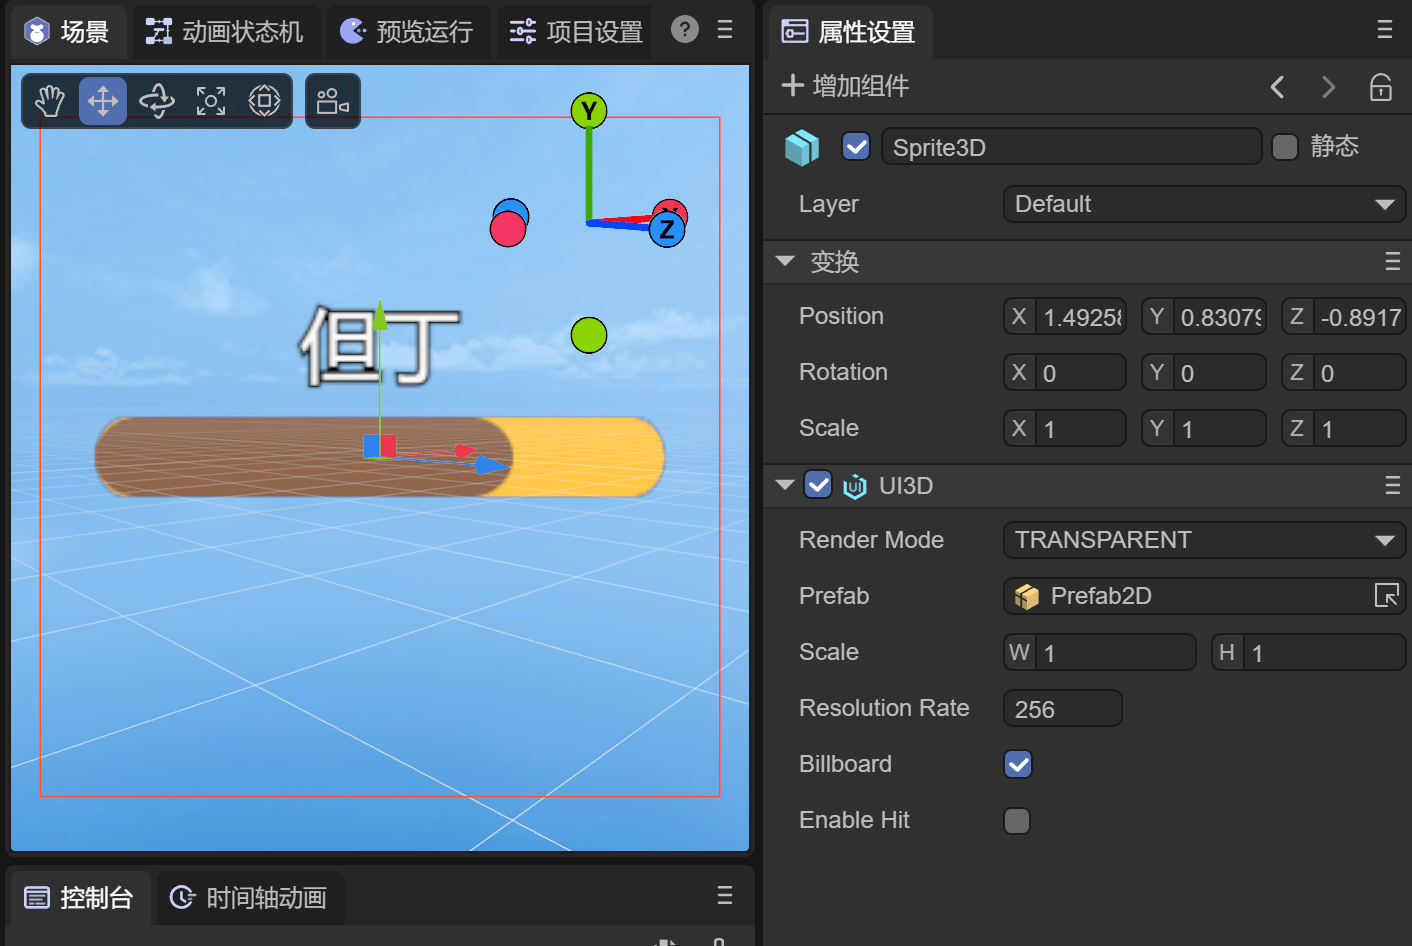 场景
动画状态机
预览运行
项目设置
?
Y
X
Z
但丁
控制台
时间轴动画
属性设置
增加组件
Sprite3D
静态
Layer
Default
变换
Position
X 1.4925
Y 0.8307
Z -0.8917
Rotation
X 0
Y 0
Z 0
Scale
X 1
Y 1
Z 1
UI3D
Render Mode
TRANSPARENT
Prefab
Prefab2D
Scale
W 1
H 1
Resolution Rate
256
Billboard
Enable Hit